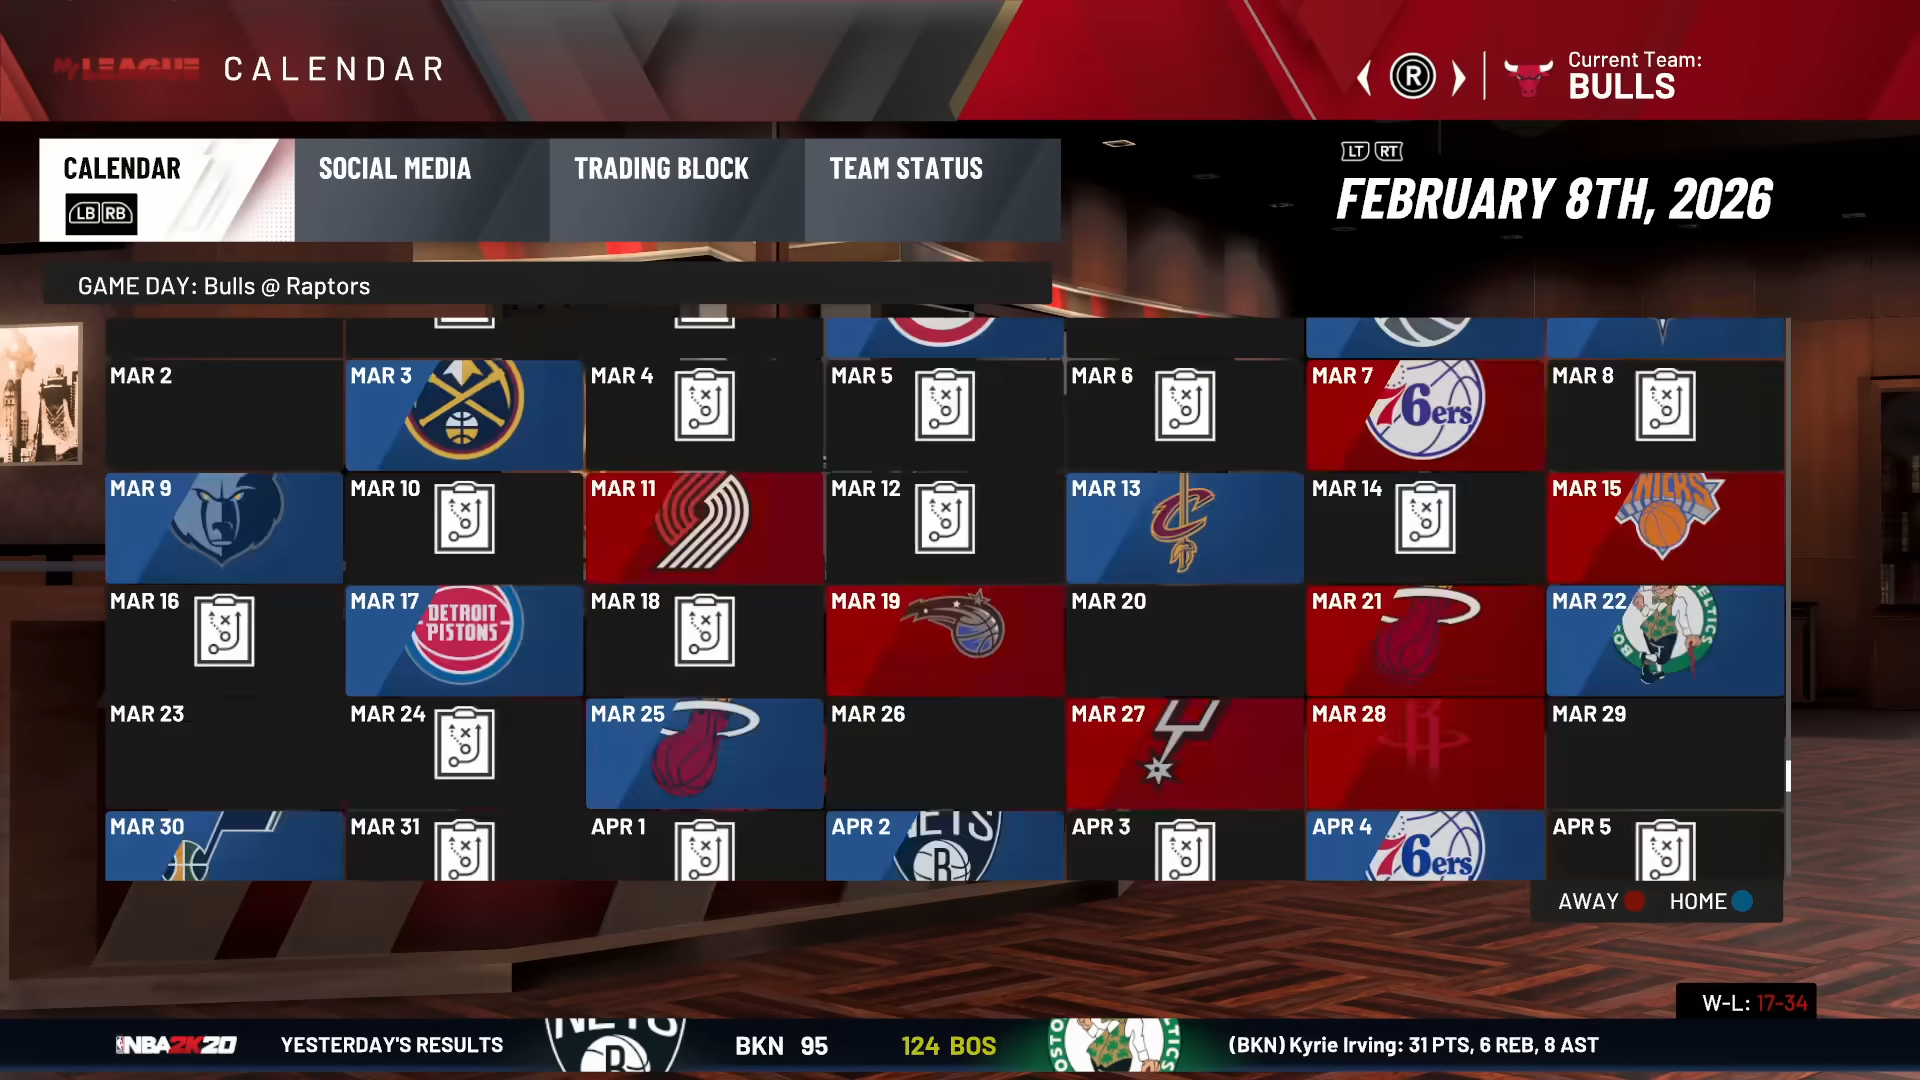 MyLEAGUE CALENDAR
R
Current Team:
BULLS
CALENDAR
LB RB
SOCIAL MEDIA
TRADING BLOCK
TEAM STATUS
LT RT
FEBRUARY 8TH, 2026
GAME DAY: Bulls @ Raptors
MAR 2
MAR 3
MAR 4
MAR 5
MAR 6
MAR 7
76ers
MAR 8
MAR 9
MAR 10
MAR 11
MAR 12
MAR 13
MAR 14
MAR 15
NICKS
MAR 16
MAR 17
DETROIT
PISTONS
MAR 18
MAR 19
MAR 20
MAR 21
MAR 22
MAR 23
MAR 24
MAR 25
MAR 26
MAR 27
MAR 28
MAR 29
MAR 30
MAR 31
APR 1
APR 2
NETS
B
APR 3
APR 4
76ers
APR 5
AWAY HOME
W-L: 17-34
NBA2K20 YESTERDAY'S RESULTS NETS B BKN 95 124 BOS (BKN) Kyrie Irving: 31 PTS, 6 REB, 8 AST